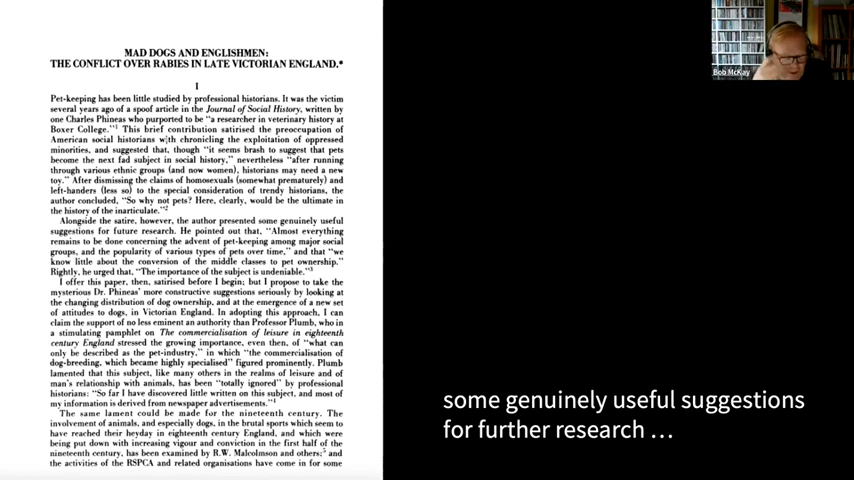 MAD DOGS AND ENGLISHMEN:
THE CONFLICT OVER RABIES IN LATE VICTORIAN ENGLAND.*
I
Pet-keeping has been little studied by professional historians. It was the victim
several years ago of a spoof article in the Journal of Social History, written by
one Charles Phineas who purported to be "a researcher in veterinary history at
Boxer College."1 This brief contribution satirised the preoccupation of
American social historians with chronicling the exploitation of oppressed
minorities, and suggested that, though "it seems brash to suggest that pets
become the next fad subject in social history," nevertheless "after running
through various ethnic groups (and now women), historians may need a new
toy." After dismissing the claims of homosexuals (somewhat prematurely) and
left-handers (less so) to the special consideration of trendy historians, the
author concluded, "So why not pets? Here, clearly, would be the ultimate in
the history of the inarticulate."2
Alongside the satire, however, the author presented some genuinely useful
suggestions for future research. He pointed out that, "Almost everything
remains to be done concerning the advent of pet-keeping among major social
groups, and the popularity of various types of pets over time," and that "we
know little about the conversion of the middle classes to pet ownership."
Rightly, he urged that, "The importance of the subject is undeniable."3
I offer this paper, then, satirised before I begin; but I propose to take the
mysterious Dr. Phineas' more constructive suggestions seriously by looking at
the changing distribution of dog ownership, and at the emergence of a new set
of attitudes to dogs, in Victorian England. In adopting this approach, I can
claim the support of no less eminent an authority than Professor Plumb, who in
a stimulating pamphlet on The commercialisation of leisure in eighteenth
century England stressed the growing importance, even then, of "what can
only be described as the pet-industry," in which "the commercialisation of
dog-breeding, which became highly specialised" figured prominently. Plumb
lamented that this subject, like many others in the realms of leisure and of
man's relationship with animals, has been "totally ignored" by professional
historians: "So far I have discovered little written on this subject, and most of
my information is derived from newspaper advertisements."4
The same lament could be made for the nineteenth century. The
involvement of animals, and especially dogs, in the brutal sports which seem to
have reached their heyday in eighteenth century England, and which were
being put down with increasing vigour and conviction in the first half of the
nineteenth century, has been examined by R.W. Malcolmson and others;5 and
the activities of the RSPCA and related organisations have come in for some
Bob McKay
some genuinely useful suggestions
for further research …